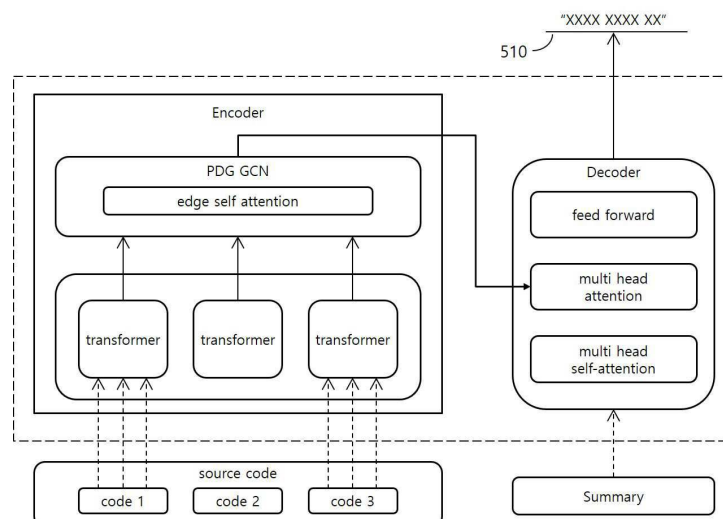 "XXXX XXXX XX"
510
Encoder
PDG GCN
edge self attention
transformer
transformer
transformer
Decoder
feed forward
multi head
attention
multi head
self-attention
source code
code 1
code 2
code 3
Summary